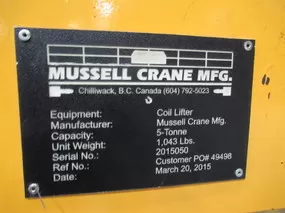 MUSSELL CRANE MFG.
Chilliwack, B.C. Canada (604) 792-5023
Equipment: Coil Lifter
Manufacturer: Mussell Crane Mfg.
Capacity: 5-Tonne
Unit Weight: 1,043 Lbs.
Serial No.: 2015050
Ref No.: Customer PO# 49498
Date: March 20, 2015